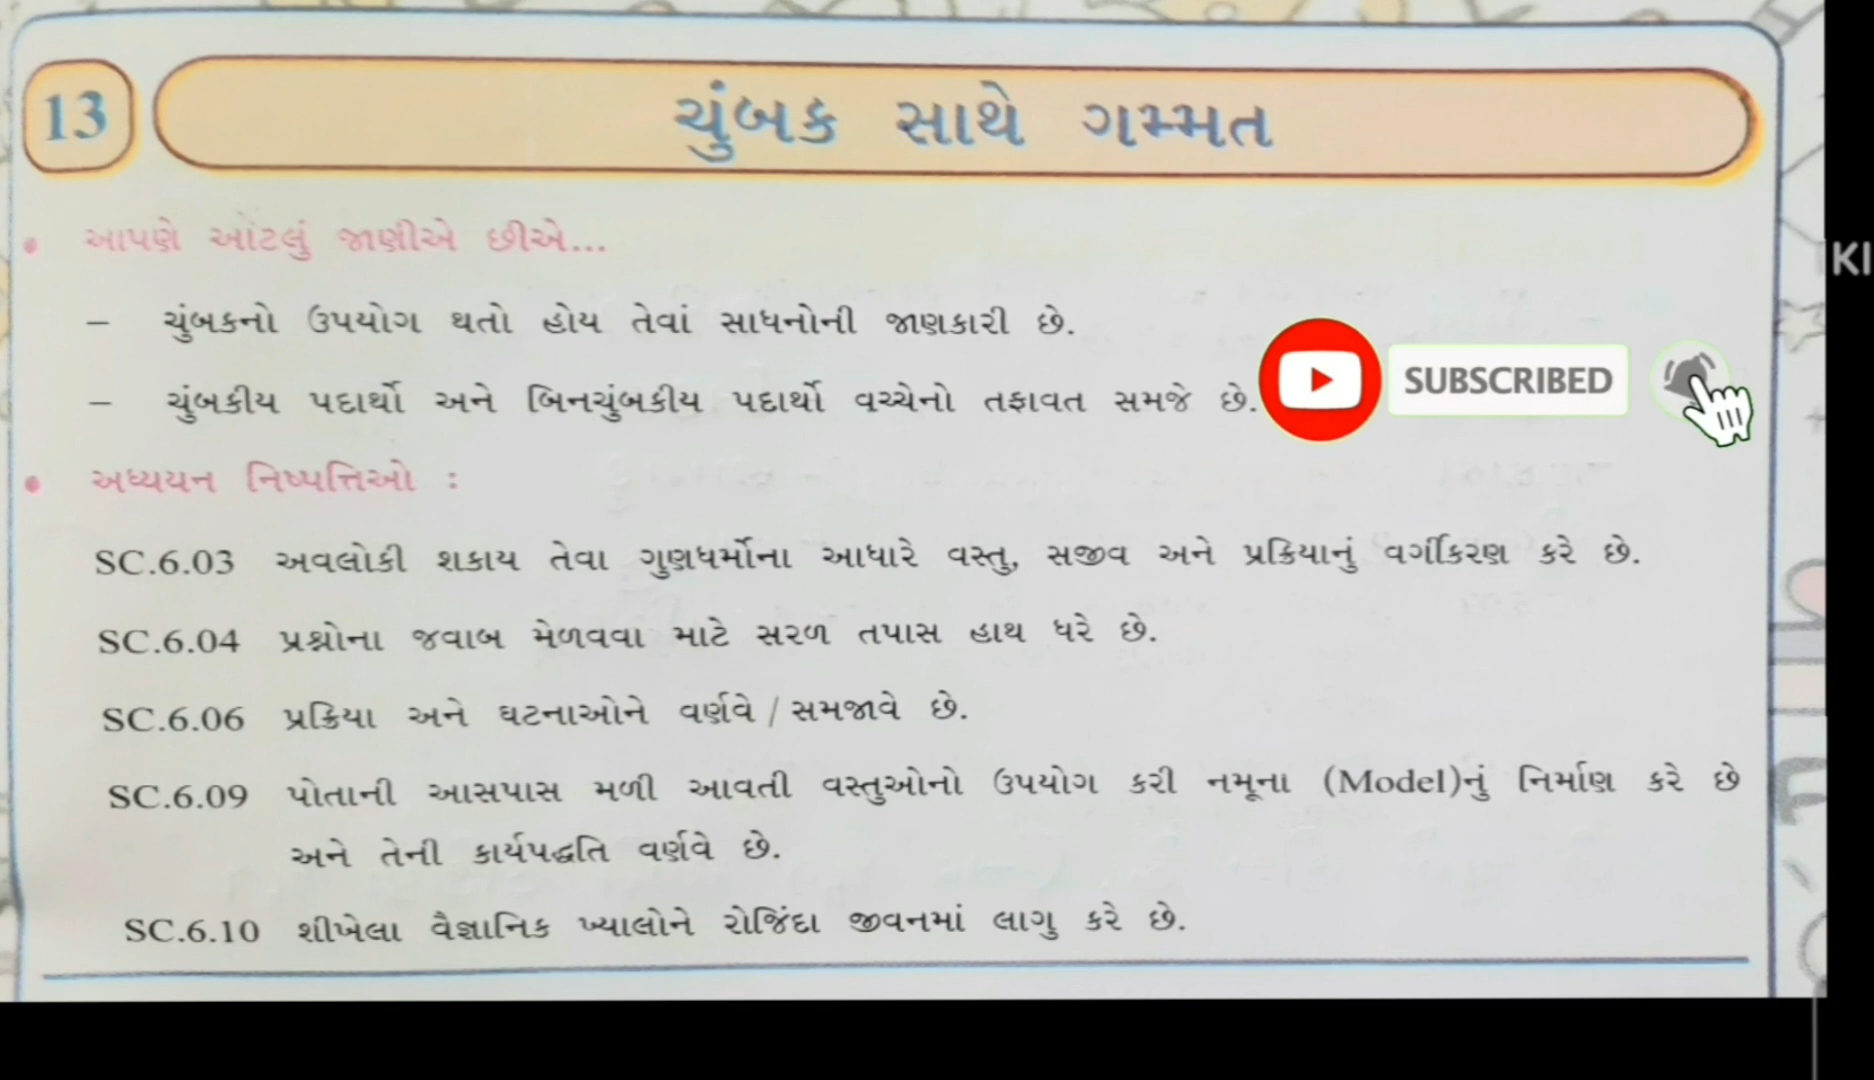 13
ચુંબક સાથે ગમ્મત
• આપણે આટલું જાણીએ છીએ...
– ચુંબકનો ઉપયોગ થતો હોય તેવાં સાધનોની જાણકારી છે.
– ચુંબકીય પદાર્થો અને બિનચુંબકીય પદાર્થો વચ્ચેનો તફાવત સમજે છે.
SUBSCRIBED
• અધ્યયન નિષ્પત્તિઓ :
SC.6.03 અવલોકી શકાય તેવા ગુણધર્મોના આધારે વસ્તુ, સજીવ અને પ્રક્રિયાનું વર્ગીકરણ કરે છે.
SC.6.04 પ્રશ્નોના જવાબ મેળવવા માટે સરળ તપાસ હાથ ધરે છે.
SC.6.06 પ્રક્રિયા અને ઘટનાઓને વર્ણવે / સમજાવે છે.
SC.6.09 પોતાની આસપાસ મળી આવતી વસ્તુઓનો ઉપયોગ કરી નમૂના (Model)નું નિર્માણ કરે છે
અને તેની કાર્યપદ્ધતિ વર્ણવે છે.
SC.6.10 શીખેલા વૈજ્ઞાનિક ખ્યાલોને રોજિંદા જીવનમાં લાગુ કરે છે.